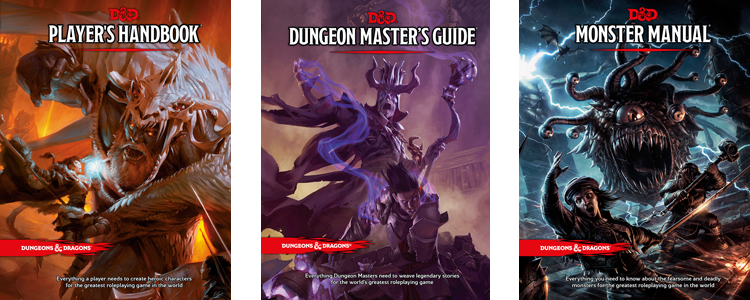 D&D
PLAYER'S HANDBOOK®
DUNGEONS & DRAGONS®
Everything a player needs to create heroic characters
for the greatest roleplaying game in the world
D&D
DUNGEON MASTER'S GUIDE®
DUNGEONS & DRAGONS®
Everything Dungeon Masters need to weave legendary stories
for the world's greatest roleplaying game
D&D
MONSTER MANUAL®
DUNGEONS & DRAGONS®
Everything you need to know about the fearsome and deadly
monsters for the greatest roleplaying game in the world